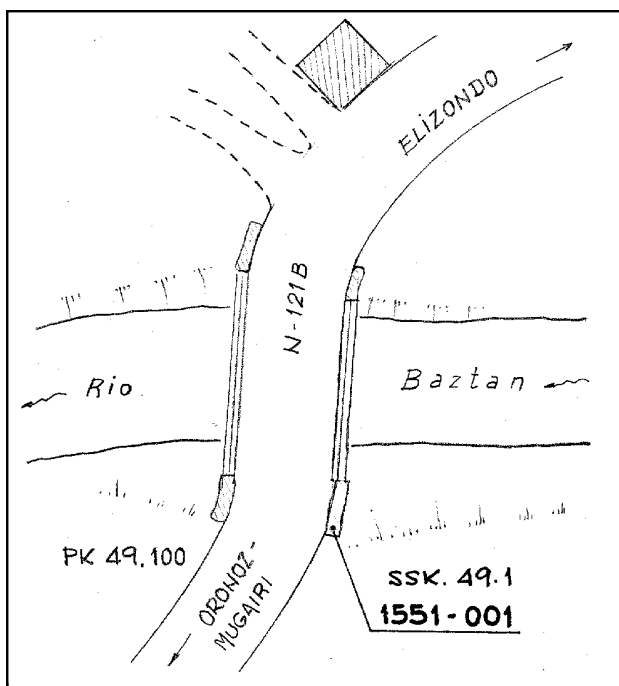 ELIZONDO
N-121B
Rio
Baztan
PK 49.100
ORONOZ-
MUGAIRI
SSK. 49.1
1551-001